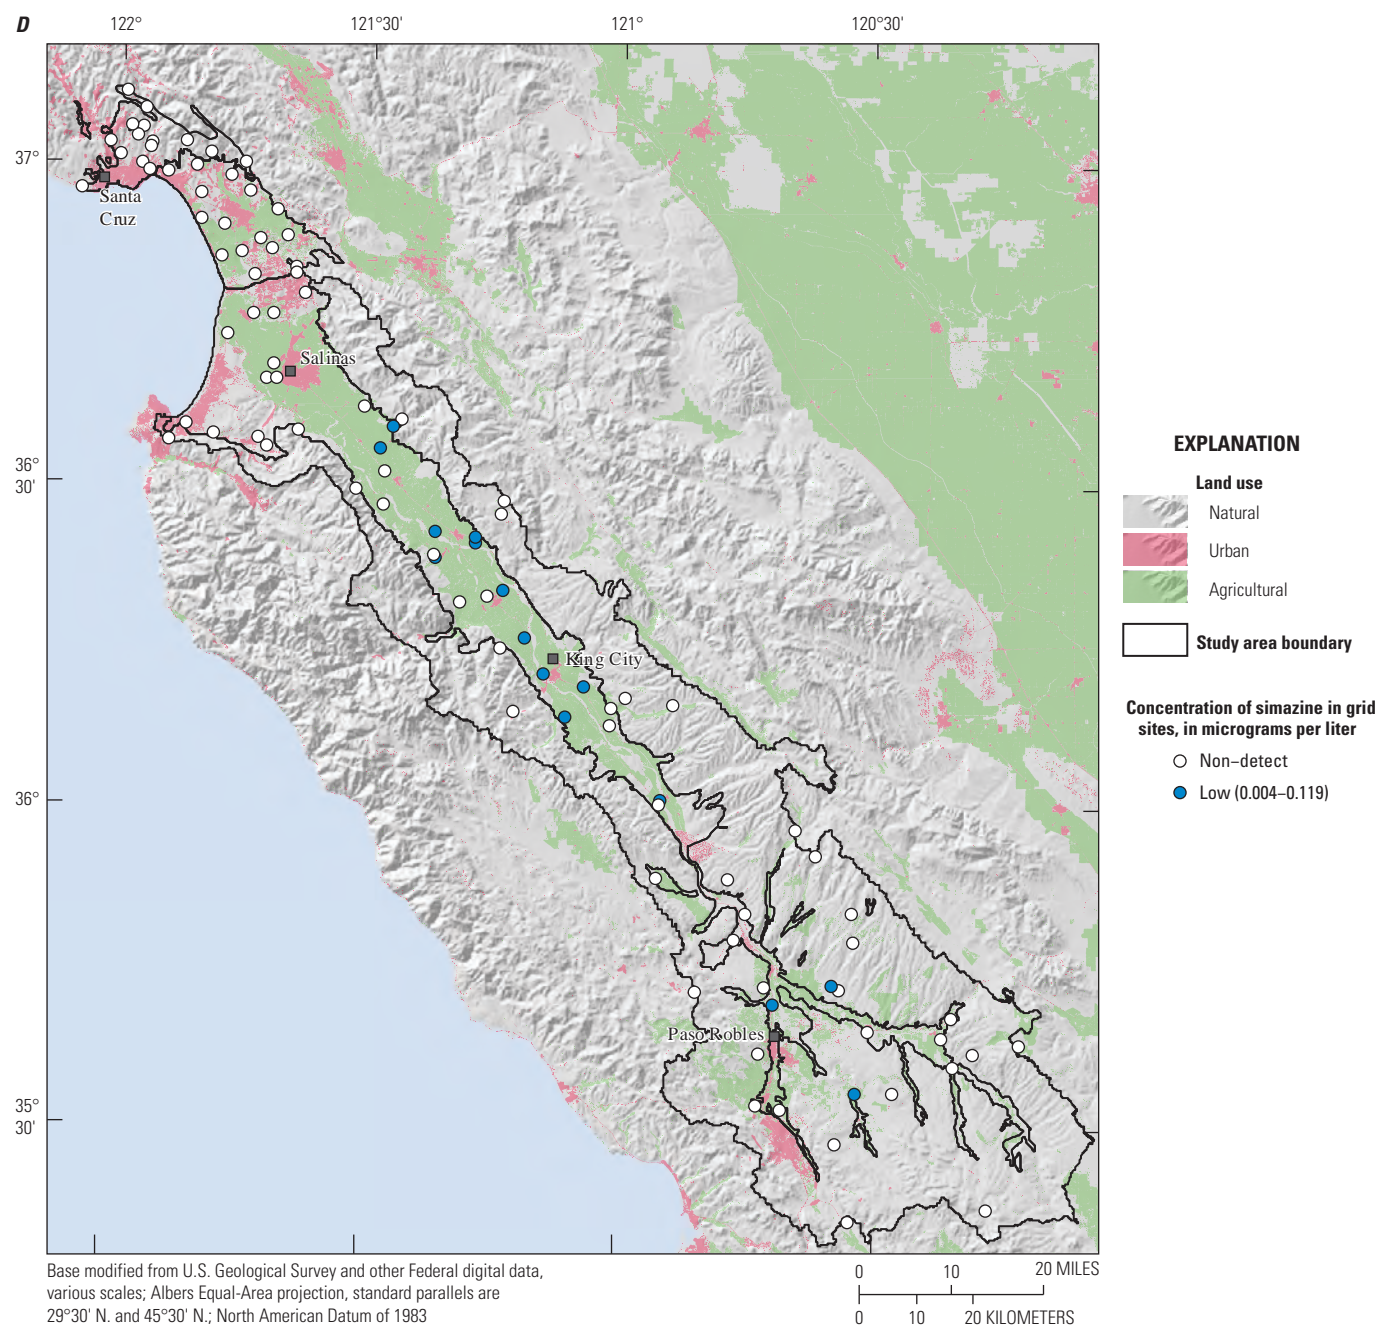 D
122°
121°30'
121°
120°30'
37°
Santa
Cruz
Salinas
36°
30'
King City
36°
Paso Robles
35°
30'
EXPLANATION
Land use
Natural
Urban
Agricultural
Study area boundary
Concentration of simazine in grid
sites, in micrograms per liter
Non–detect
Low (0.004–0.119)
Base modified from U.S. Geological Survey and other Federal digital data,
various scales; Albers Equal-Area projection, standard parallels are
29°30' N. and 45°30' N.; North American Datum of 1983
0 10 20 MILES
0 10 20 KILOMETERS